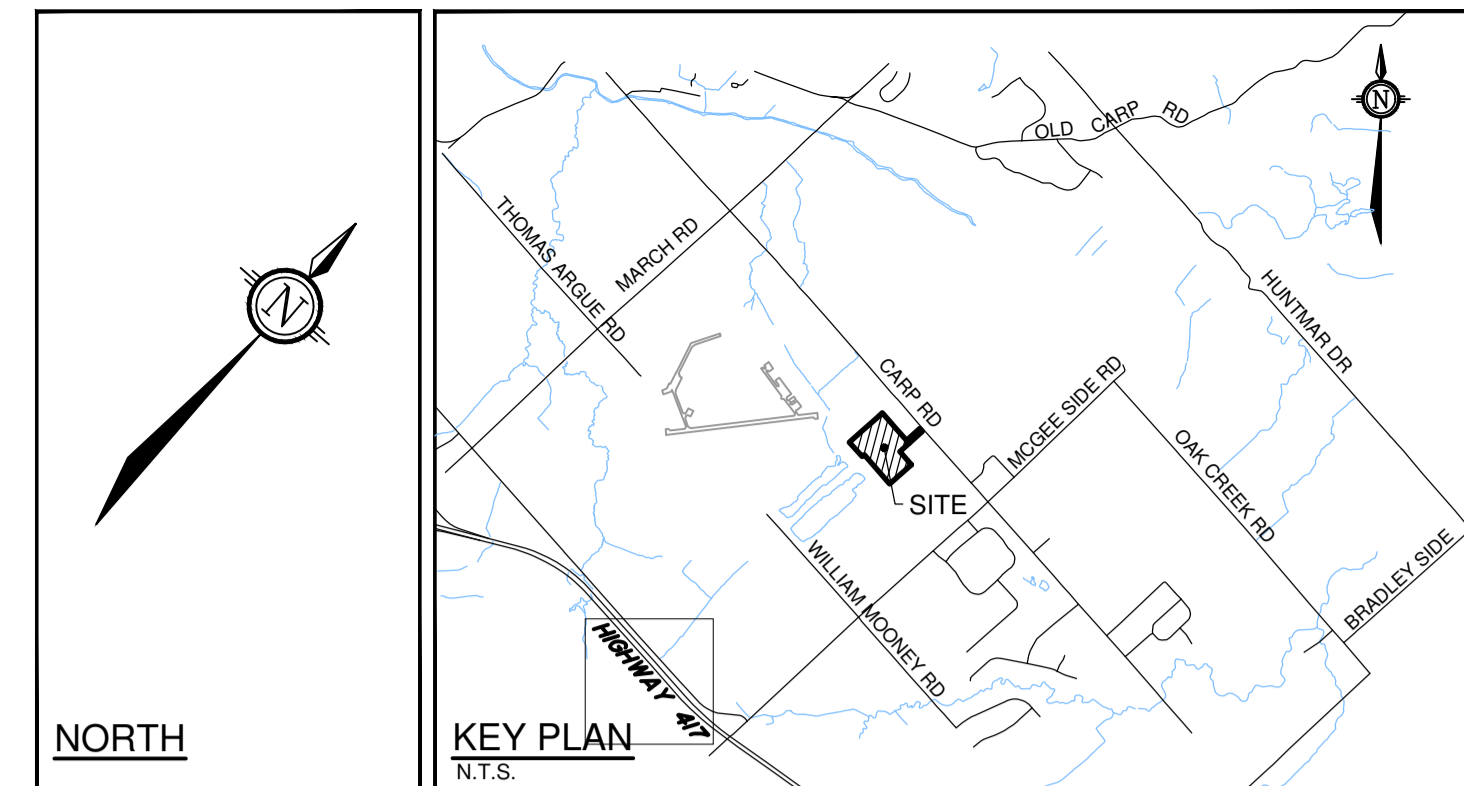 N
NORTH
OLD CARP RD
N
THOMAS ARGUE RD
MARCH RD
HUNTMAR DR
CARP RD
MCGEE SIDE RD
OAK CREEK RD
SITE
WILLIAM MOONEY RD
BRADLEY SIDE
HIGHWAY 417
KEY PLAN
N.T.S.